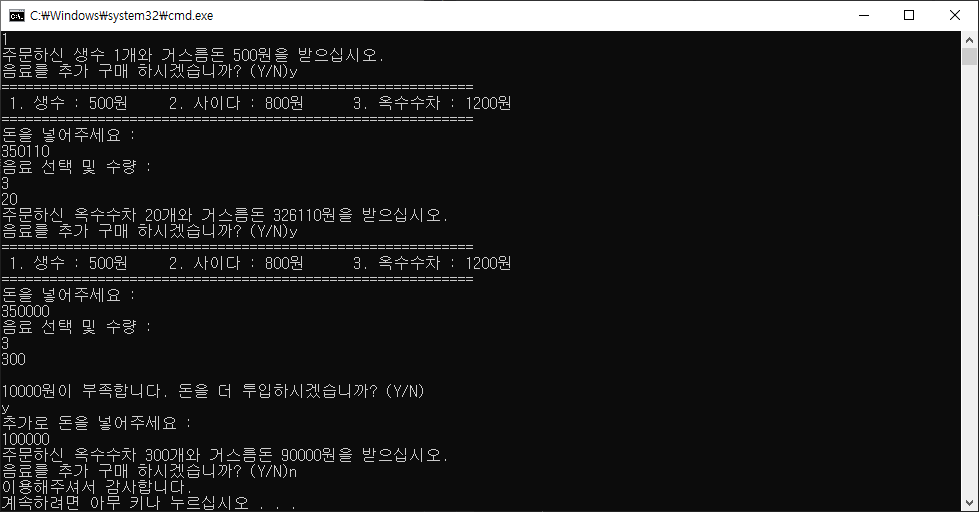 C:₩Windows₩system32₩cmd.exe
1
주문하신 생수 1개와 거스름돈 500원을 받으십시오.
음료를 추가 구매 하시겠습니까? (Y/N)y
===========================================================
1. 생수 : 500원     2. 사이다 : 800원      3. 옥수수차 : 1200원
===========================================================
돈을 넣어주세요 :
350110
음료 선택 및 수량 :
3
20
주문하신 옥수수차 20개와 거스름돈 326110원을 받으십시오.
음료를 추가 구매 하시겠습니까? (Y/N)y
===========================================================
1. 생수 : 500원     2. 사이다 : 800원      3. 옥수수차 : 1200원
===========================================================
돈을 넣어주세요 :
350000
음료 선택 및 수량 :
3
300
10000원이 부족합니다. 돈을 더 투입하시겠습니까? (Y/N)
y
추가로 돈을 넣어주세요 :
100000
주문하신 옥수수차 300개와 거스름돈 90000원을 받으십시오.
음료를 추가 구매 하시겠습니까? (Y/N)n
이용해주셔서 감사합니다.
계속하려면 아무 키나 누르십시오 . . .